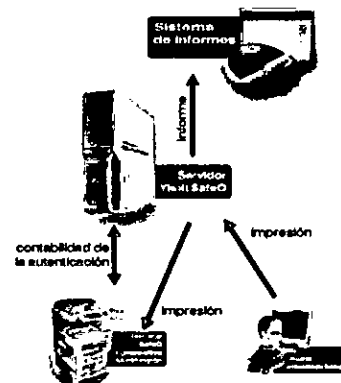 Sistema
de Informes
Informe
Servidor
YSoft SafeQ
contabilidad de
la autenticación
Impresión
Impresión